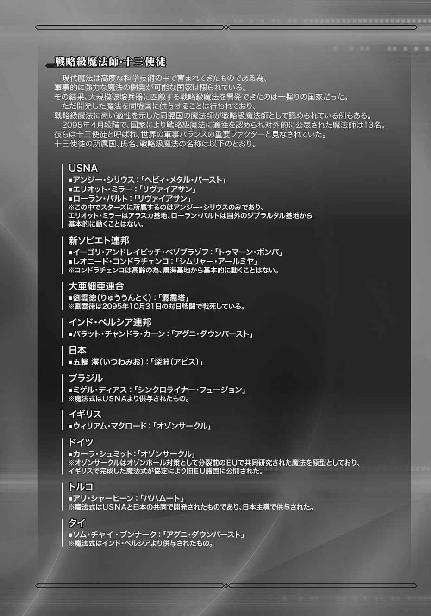 戦略級魔法師・十三使徒
現代魔法は高度な科学技術の中で育まれてきたものである為、
軍事的に強力な魔法の開発が可能な国家は限られている。
その結果、大規模破壊兵器に匹敵する戦略級魔法を開発できたのは一握りの国家だった。
ただ開発した魔法を同盟国に供与することは行われており、
戦略級魔法に高い適性を示した同盟国の魔法師が戦略級魔法師として認められている例もある。
2095年4月段階で、国家により戦略級魔法に適性を認められ対外的に公表された魔法師は13名。
彼らは十三使徒と呼ばれ、世界の軍事バランスの重要ファクターと見なされていた。
十三使徒の所属国、氏名、戦略級魔法の名称は以下のとおり。
USNA
■アンジー・シリウス:「ヘビィ・メタル・バースト」
■エリオット・ミラー:「リヴァイアサン」
■ローラン・バルト:「リヴァイアサン」
※この中でスターズに所属するのはアンジー・シリウスのみであり、
エリオット・ミラーはアラスカ基地、ローラン・バルトは国外のジブラルタル基地から
基本的に動くことはない。
新ソビエト連邦
■イーゴリ・アンドレイビッチ・ベゾブラゾフ:「トゥマーン・ボンバ」
■レオニード・コンドラチェンコ:「シムリャー・アールミヤ」
※コンドラチェンコは高齢の為、黒海基地から基本的に動くことはない。
大亜細亜連合
■劉雲徳(りゅううんとく):「霹靂塔」
※劉雲徳は2095年10月31日の対日戦闘で戦死している。
インド・ペルシア連邦
■バラット・チャンドラ・カーン:「アグニ・ダウンバースト」
日本
■五輪 澪(いつわみお):「深淵(アビス)」
ブラジル
■ミゲル・ディアス:「シンクロライナー・フュージョン」
※魔法式はUSNAより供与されたもの。
イギリス
■ウィリアム・マクロード:「オゾンサークル」
ドイツ
■カーラ・シュミット:「オゾンサークル」
※オゾンサークルはオゾンホール対策として分裂前のEUで共同研究された魔法を原型としており、
イギリスで完成した魔法式が協定により旧EU諸国に公開された。
トルコ
■アリ・シャーヒーン:「バハムート」
※魔法式はUSNAと日本の共同で開発されたものであり、日本主導で供与された。
タイ
■ソム・チャイ・ブンナーク:「アグニ・ダウンバースト」
※魔法式はインド・ペルシアより供与されたもの。